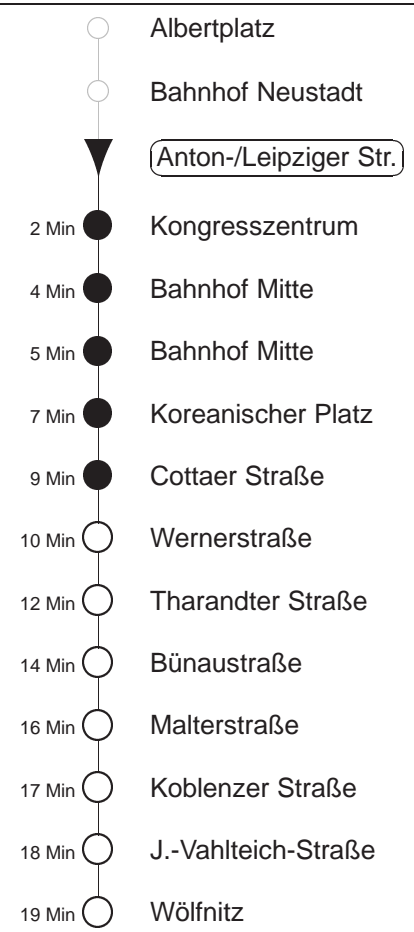 Albertplatz
Bahnhof Neustadt
Anton-/Leipziger Str.
2 Min Kongresszentrum
4 Min Bahnhof Mitte
5 Min Bahnhof Mitte
7 Min Koreanischer Platz
9 Min Cottaer Straße
10 Min Wernerstraße
12 Min Tharandter Straße
14 Min Bünaustraße
16 Min Malterstraße
17 Min Koblenzer Straße
18 Min J.-Vahlteich-Straße
19 Min Wölfnitz